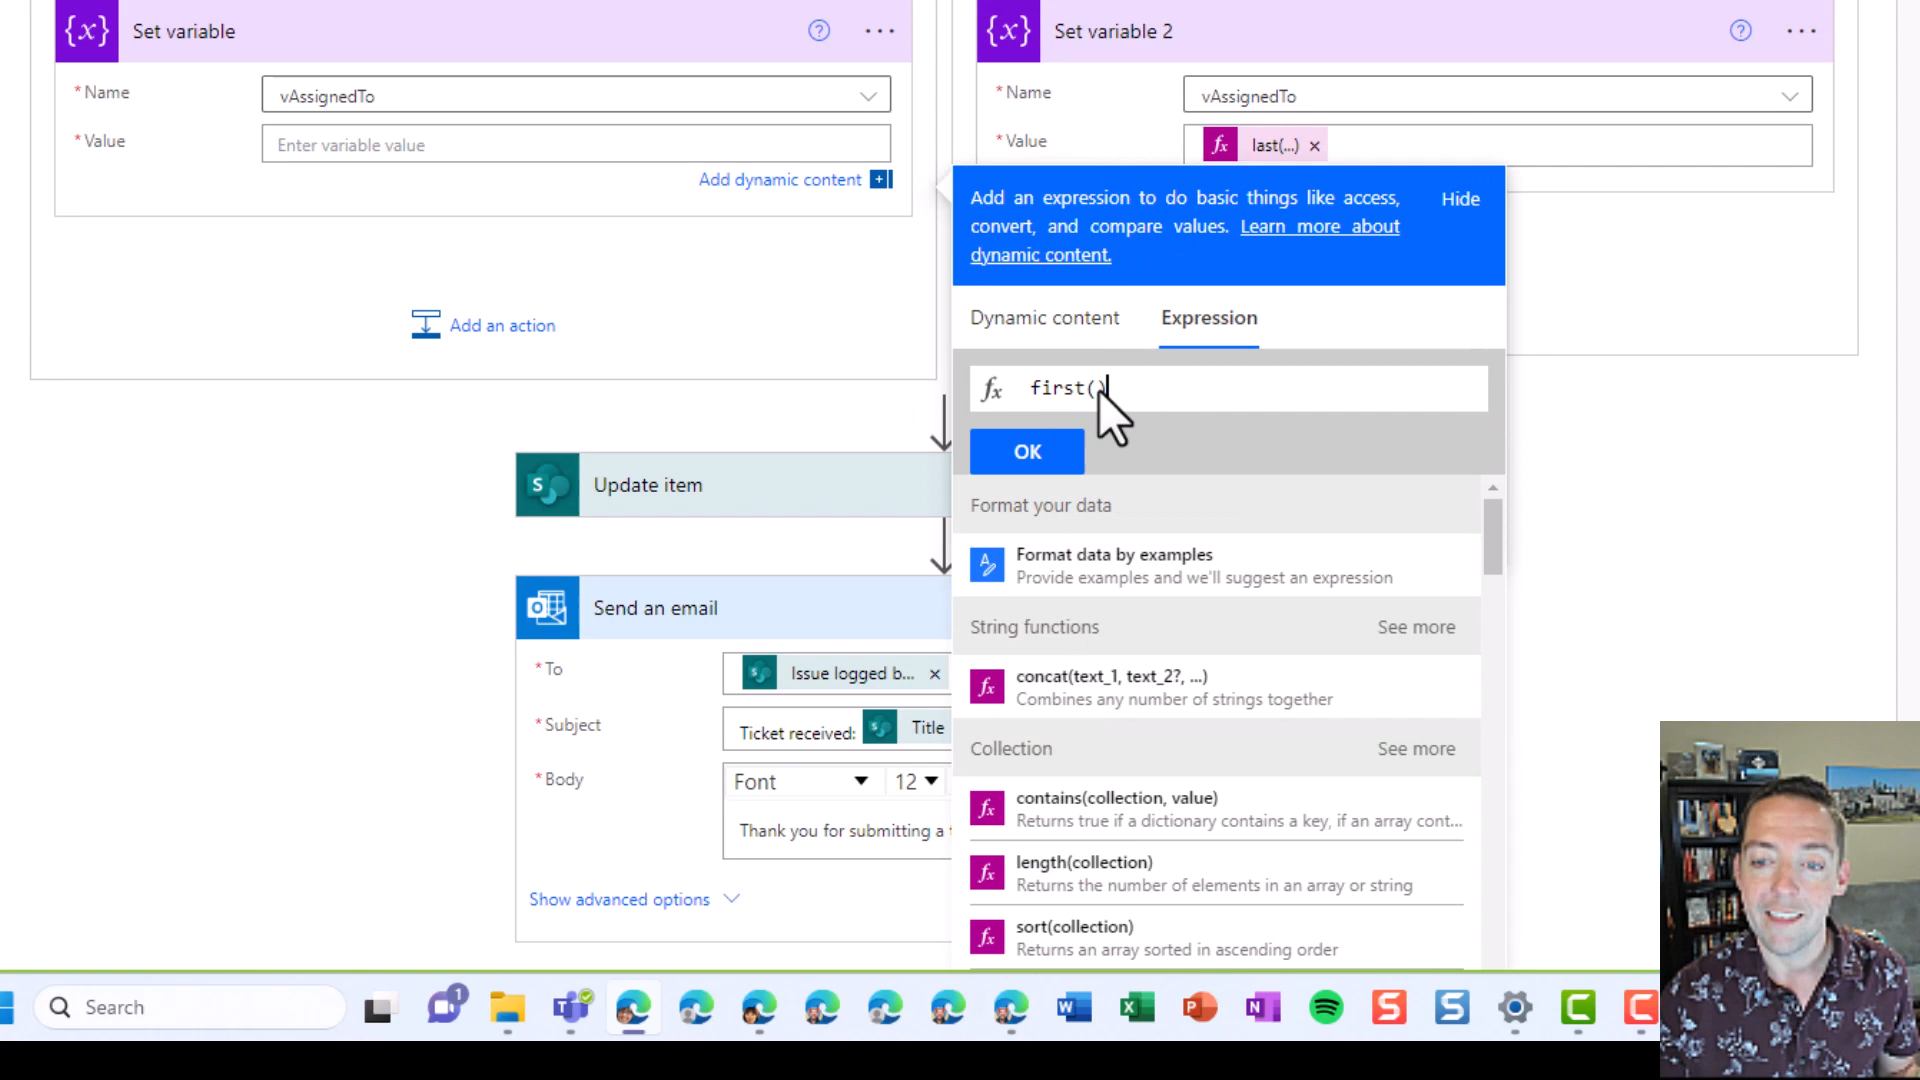 {x} Set variable
* Name
vAssignedTo
* Value
Enter variable value
Add dynamic content
Add an action
{x} Set variable 2
* Name
vAssignedTo
* Value
fx last(...) ×
Add an expression to do basic things like access,
convert, and compare values. Learn more about
dynamic content.
Hide
Dynamic content
Expression
fx first()
OK
Format your data
Format data by examples
Provide examples and we'll suggest an expression
String functions
See more
fx concat(text_1, text_2?, ...)
Combines any number of strings together
Collection
See more
fx contains(collection, value)
Returns true if a dictionary contains a key, if an array cont...
fx length(collection)
Returns the number of elements in an array or string
fx sort(collection)
Returns an array sorted in ascending order
Update item
Send an email
* To
Issue logged b... ×
* Subject
Ticket received: Title
* Body
Font
12
Thank you for submitting a
Show advanced options
Search
1